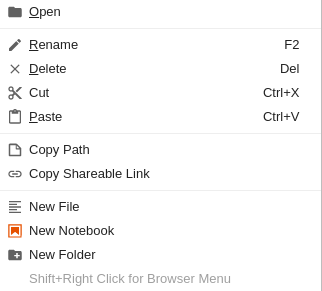 Open
Rename F2
Delete Del
Cut Ctrl+X
Paste Ctrl+V
Copy Path
Copy Shareable Link
New File
New Notebook
New Folder
Shift+Right Click for Browser Menu